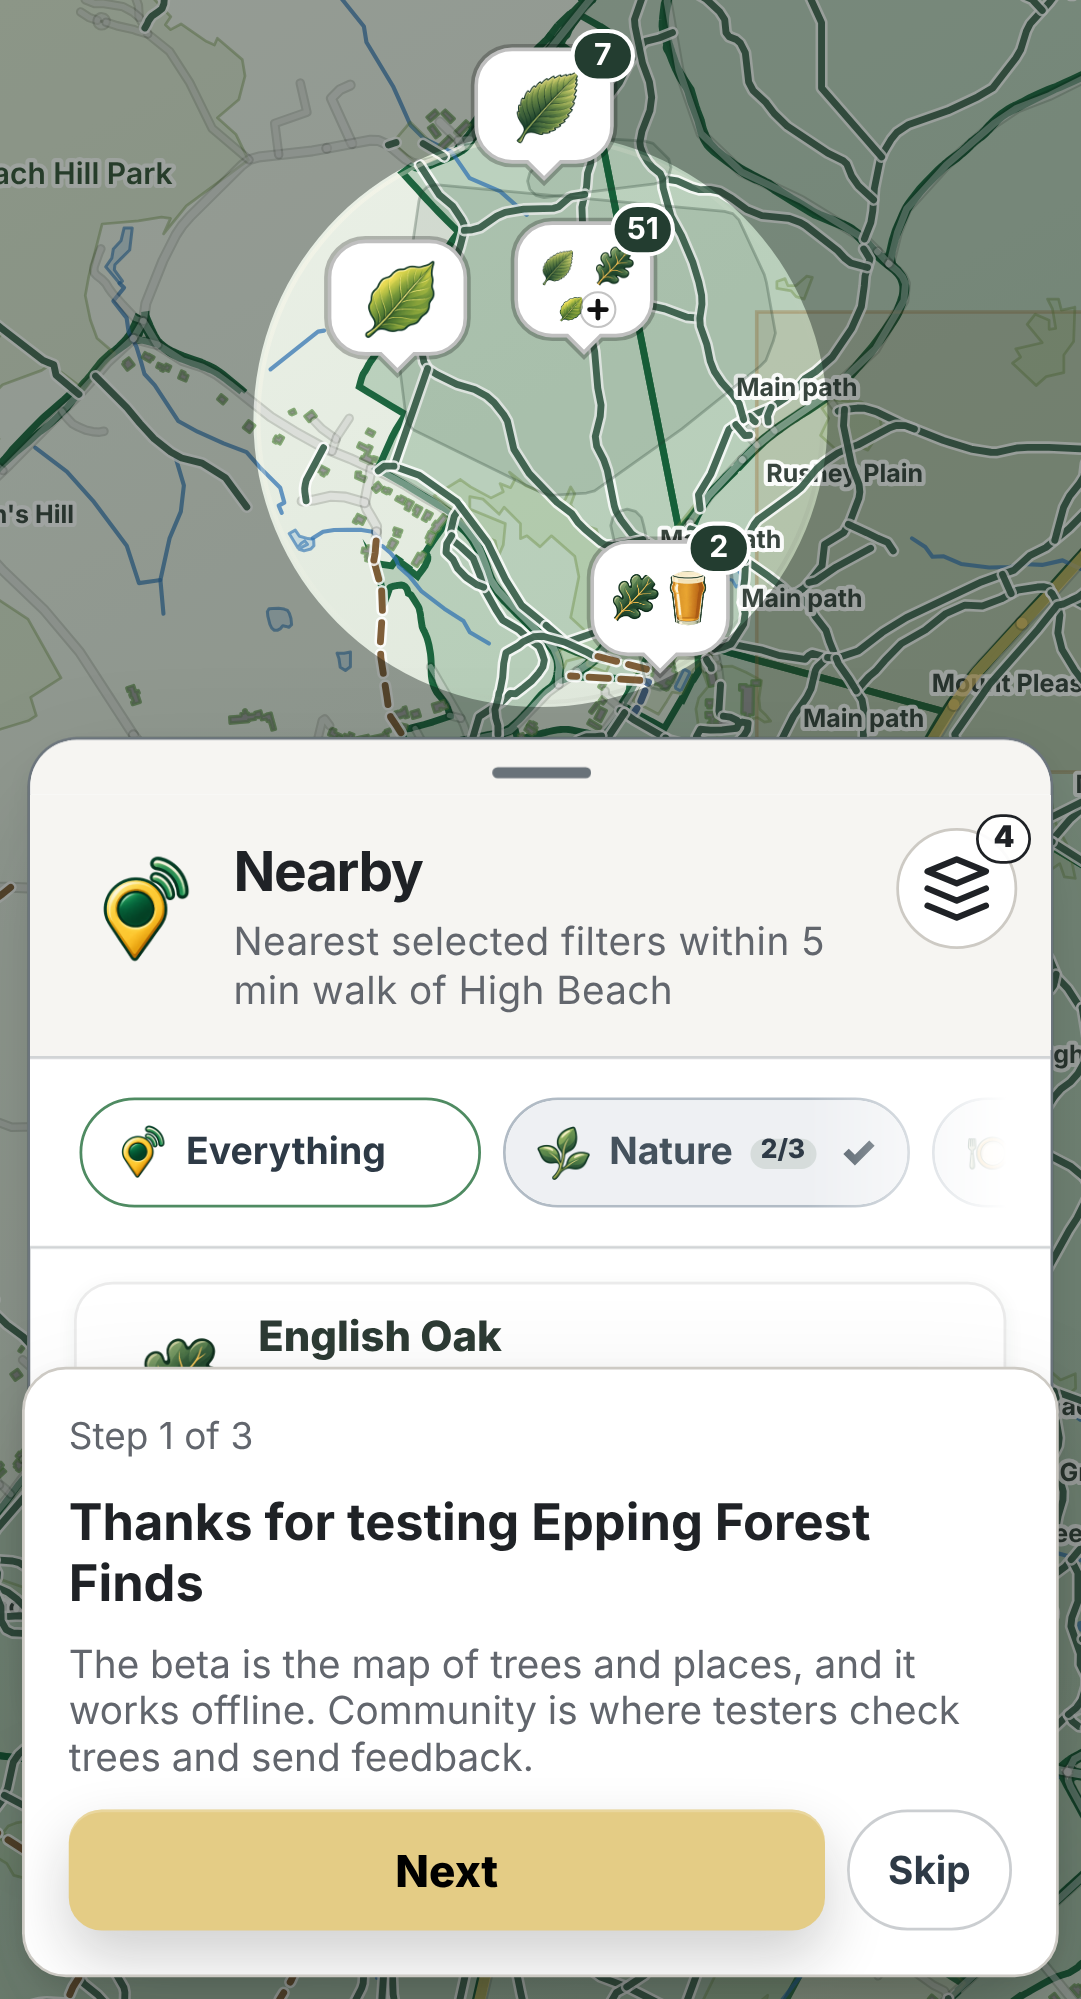 7
ach Hill Park
51
Main path
Rushey Plain
n's Hill
2
Main path
Mount Pleas
Main path
4
Nearby
Nearest selected filters within 5
min walk of High Beach
gh
Everything
Nature 2/3
English Oak
Step 1 of 3
Thanks for testing Epping Forest
Finds
The beta is the map of trees and places, and it
works offline. Community is where testers check
trees and send feedback.
Next
Skip